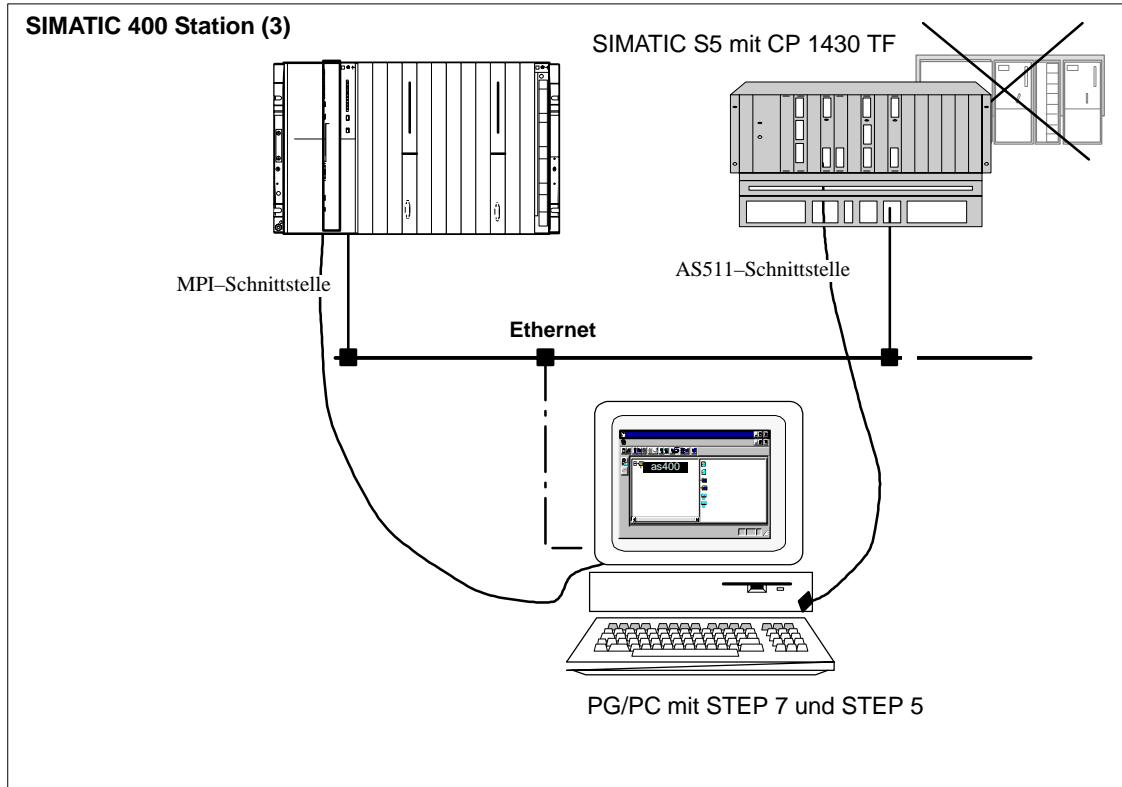 SIMATIC 400 Station (3)
SIMATIC S5 mit CP 1430 TF
MPI–Schnittstelle
AS511–Schnittstelle
Ethernet
as400
PG/PC mit STEP 7 und STEP 5